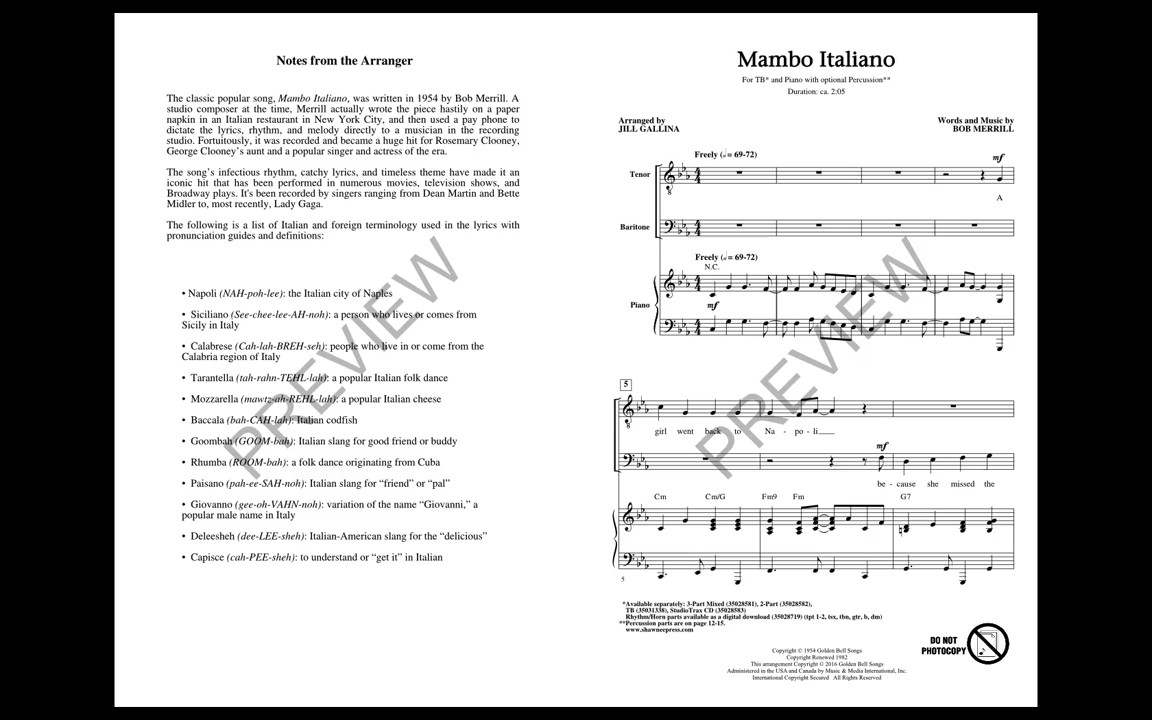 Notes from the Arranger
The classic popular song, Mambo Italiano, was written in 1954 by Bob Merrill. A
studio composer at the time, Merrill actually wrote the piece hastily on a paper
napkin in an Italian restaurant in New York City, and then used a pay phone to
dictate the lyrics, rhythm, and melody directly to a musician in the recording
studio. Fortuitously, it was recorded and became a huge hit for Rosemary Clooney,
George Clooney's aunt and a popular singer and actress of the era.
The song's infectious rhythm, catchy lyrics, and timeless theme have made it an
iconic hit that has been performed in numerous movies, television shows, and
Broadway plays. It's been recorded by singers ranging from Dean Martin and Bette
Midler to, most recently, Lady Gaga.
The following is a list of Italian and foreign terminology used in the lyrics with
pronunciation guides and definitions:
• Napoli (NAH-poh-lee): the Italian city of Naples
• Siciliano (See-chee-lee-AH-noh): a person who lives or comes from
Sicily in Italy
• Calabrese (Cah-lah-BREH-seh): people who live in or come from the
Calabria region of Italy
• Tarantella (tah-rahn-TEHL-lah): a popular Italian folk dance
• Mozzarella (mawtz-ah-REHL-lah): a popular Italian cheese
• Baccala (bah-CAH-lah): Italian codfish
• Goombah (GOOM-bah): Italian slang for good friend or buddy
• Rhumba (ROOM-bah): a folk dance originating from Cuba
• Paisano (pah-ee-SAH-noh): Italian slang for “friend” or “pal”
• Giovanno (gee-oh-VAHN-noh): variation of the name “Giovanni,” a
popular male name in Italy
• Deleesheh (dee-LEE-sheh): Italian-American slang for the “delicious”
• Capisce (cah-PEE-sheh): to understand or “get it” in Italian
PREVIEW
Mambo Italiano
For TB* and Piano with optional Percussion**
Duration: ca. 2:05
Arranged by
JILL GALLINA
Words and Music by
BOB MERRILL
Freely (♩= 69-72)
mf
Tenor
8
A
Baritone
Freely (♩= 69-72)
N.C.
Piano
mf
5
8
girl went back to Na - po - li
mf
be - cause she missed the
Cm Cm/G Fm9 Fm G7
5
*Available separately: 3-Part Mixed (35028581), 2-Part (35028582),
TB (35031338), StudioTrax CD (35028583)
Rhythm/Horn parts available as a digital download (35028719) (tpt 1-2, tsx, tbn, gtr, b, dm)
**Percussion parts are on page 12-15.
www.shawneepress.com
DO NOT
PHOTOCOPY
Copyright © 1954 Golden Bell Songs
Copyright Renewed 1982
This arrangement Copyright © 2016 Golden Bell Songs
Administered in the USA and Canada by Music & Media International, Inc.
International Copyright Secured All Rights Reserved
PREVIEW